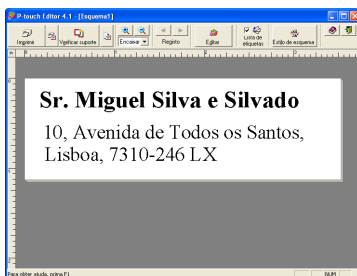 P-touch Editor 4.1 - [Esquema1]
Imprimir
Verificar suporte
Encaixar
Registo
Editar
Lista de etiquetas
Estilo de esquema
Sr. Miguel Silva e Silvado
10, Avenida de Todos os Santos,
Lisboa, 7310-246 LX
Para obter ajuda, prima F1
NUM